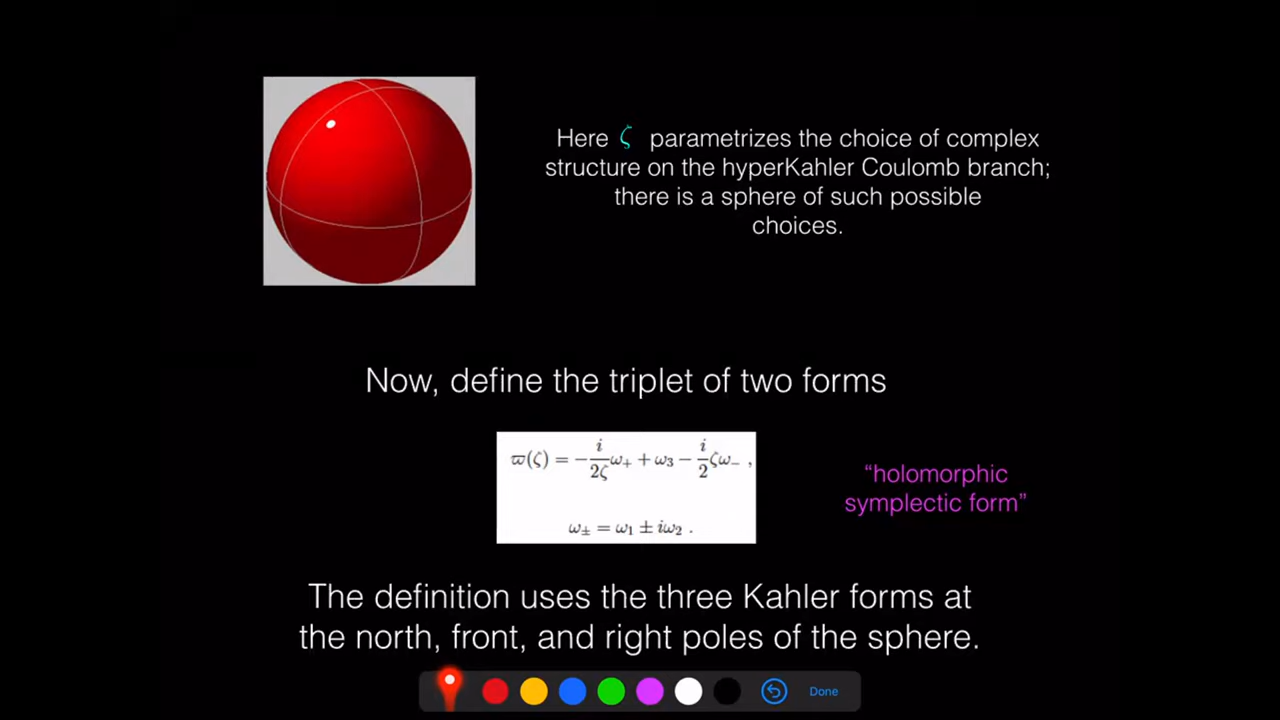 Here ζ parametrizes the choice of complex
structure on the hyperKahler Coulomb branch;
there is a sphere of such possible
choices.
Now, define the triplet of two forms
ϖ(ζ) = −i/2ζ ω₊ + ω₃ − i/2 ζω₋ ,
ω± = ω₁ ± iω₂ .
“holomorphic
symplectic form”
The definition uses the three Kahler forms at
the north, front, and right poles of the sphere.
Done